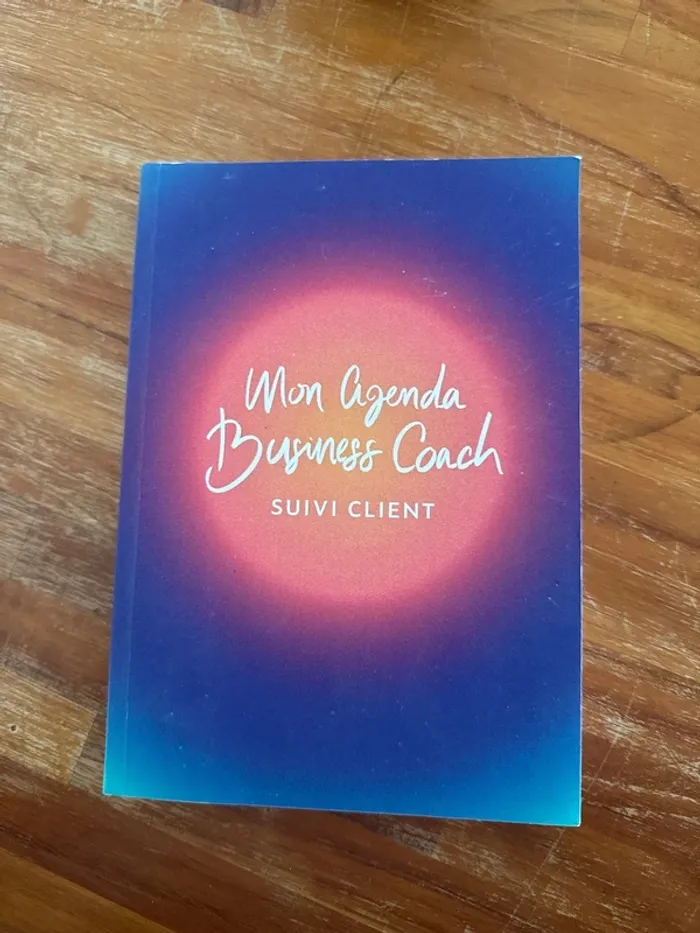 Mon Agenda
Business Coach
SUIVI CLIENT